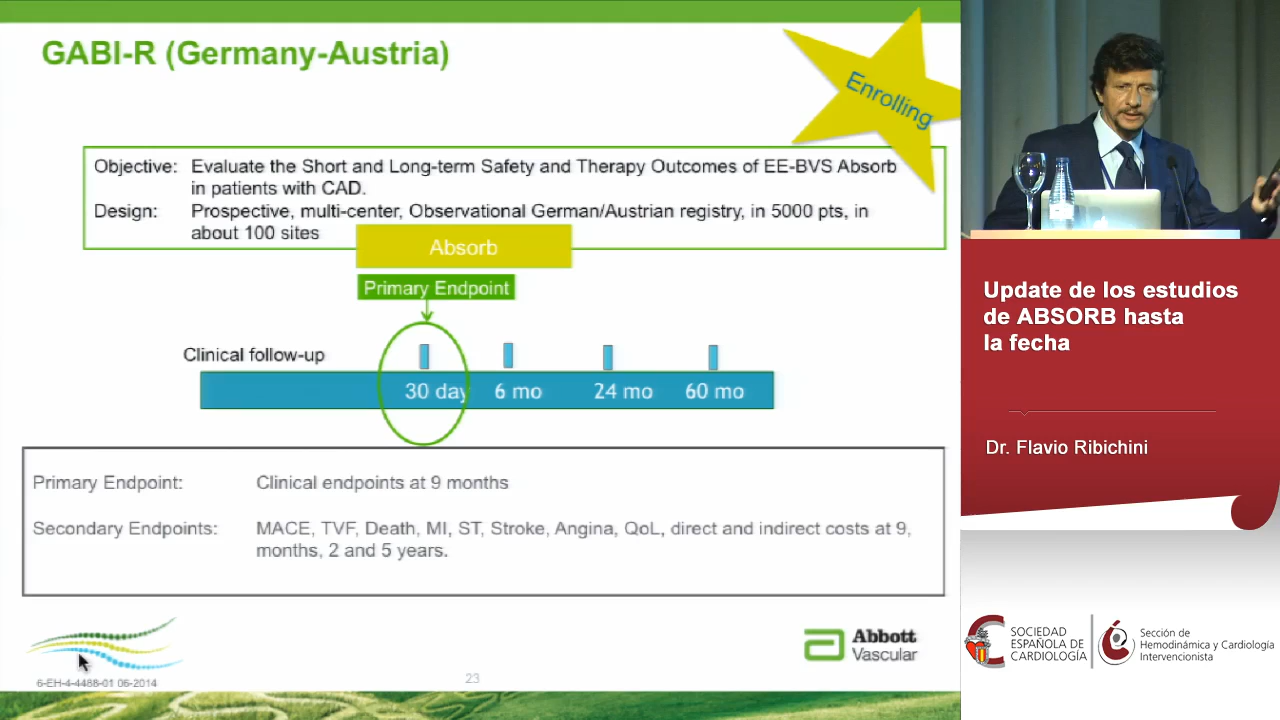 GABI-R (Germany-Austria)
Enrolling
Objective: Evaluate the Short and Long-term Safety and Therapy Outcomes of EE-BVS Absorb
in patients with CAD.
Design: Prospective, multi-center, Observational German/Austrian registry, in 5000 pts, in
about 100 sites
Absorb
Primary Endpoint
Clinical follow-up
30 day 6 mo 24 mo 60 mo
Primary Endpoint: Clinical endpoints at 9 months
Secondary Endpoints: MACE, TVF, Death, MI, ST, Stroke, Angina, QoL, direct and indirect costs at 9,
months, 2 and 5 years.
6-EH-4-4488-01 06-2014
23
Abbott
Vascular
Update de los estudios
de ABSORB hasta
la fecha
Dr. Flavio Ribichini
SOCIEDAD
ESPAÑOLA DE
CARDIOLOGÍA
Sección de
Hemodinámica y Cardiología
Intervencionista